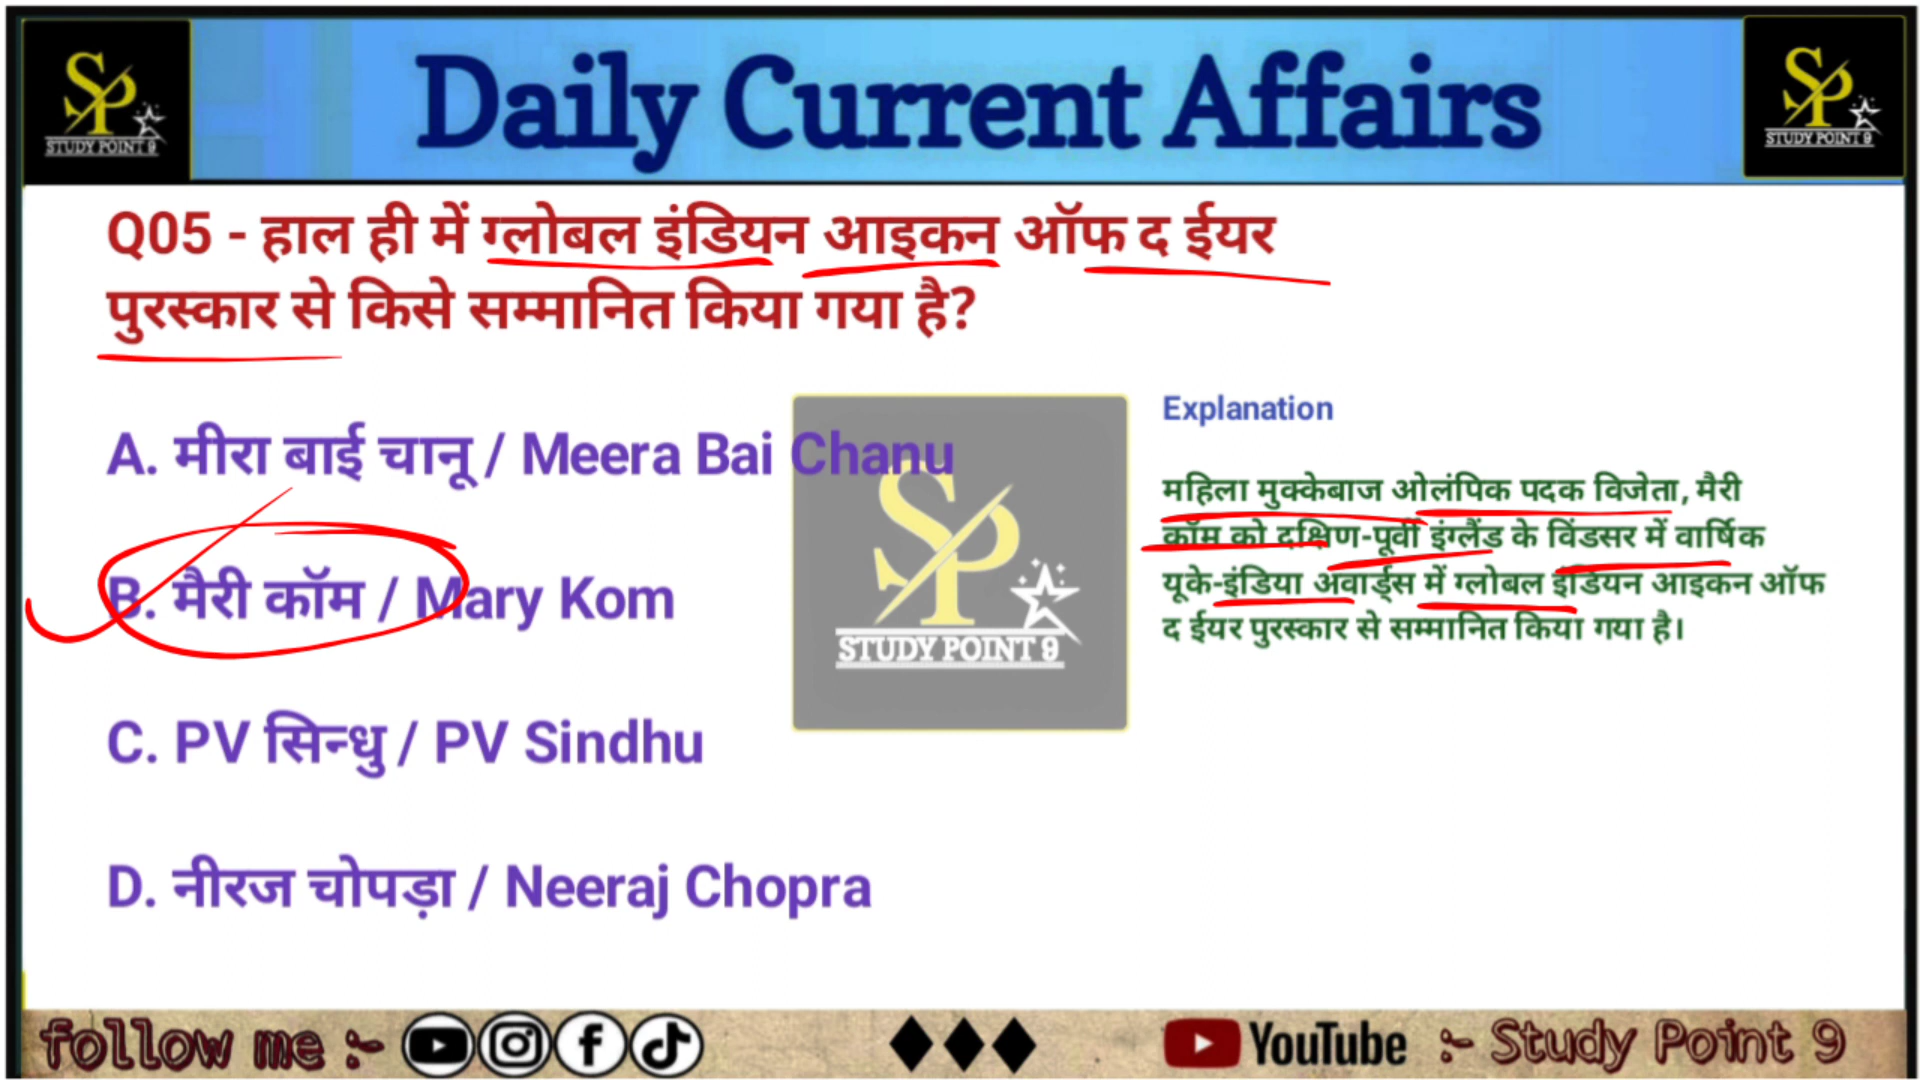 SP
STUDY POINT 9
Daily Current Affairs
SP
STUDY POINT 9
Q05 - हाल ही में ग्लोबल इंडियन आइकन ऑफ द ईयर
पुरस्कार से किसे सम्मानित किया गया है?
A. मीरा बाई चानू / Meera Bai Chanu
B. मैरी कॉम / Mary Kom
C. PV सिन्धु / PV Sindhu
D. नीरज चोपड़ा / Neeraj Chopra
SP
STUDY POINT 9
Explanation
महिला मुक्केबाज ओलंपिक पदक विजेता, मैरी
कॉम को दक्षिण-पूर्वी इंग्लैंड के विंडसर में वार्षिक
यूके-इंडिया अवार्ड्स में ग्लोबल इंडियन आइकन ऑफ
द ईयर पुरस्कार से सम्मानित किया गया है।
follow me :-
YouTube :- Study Point 9